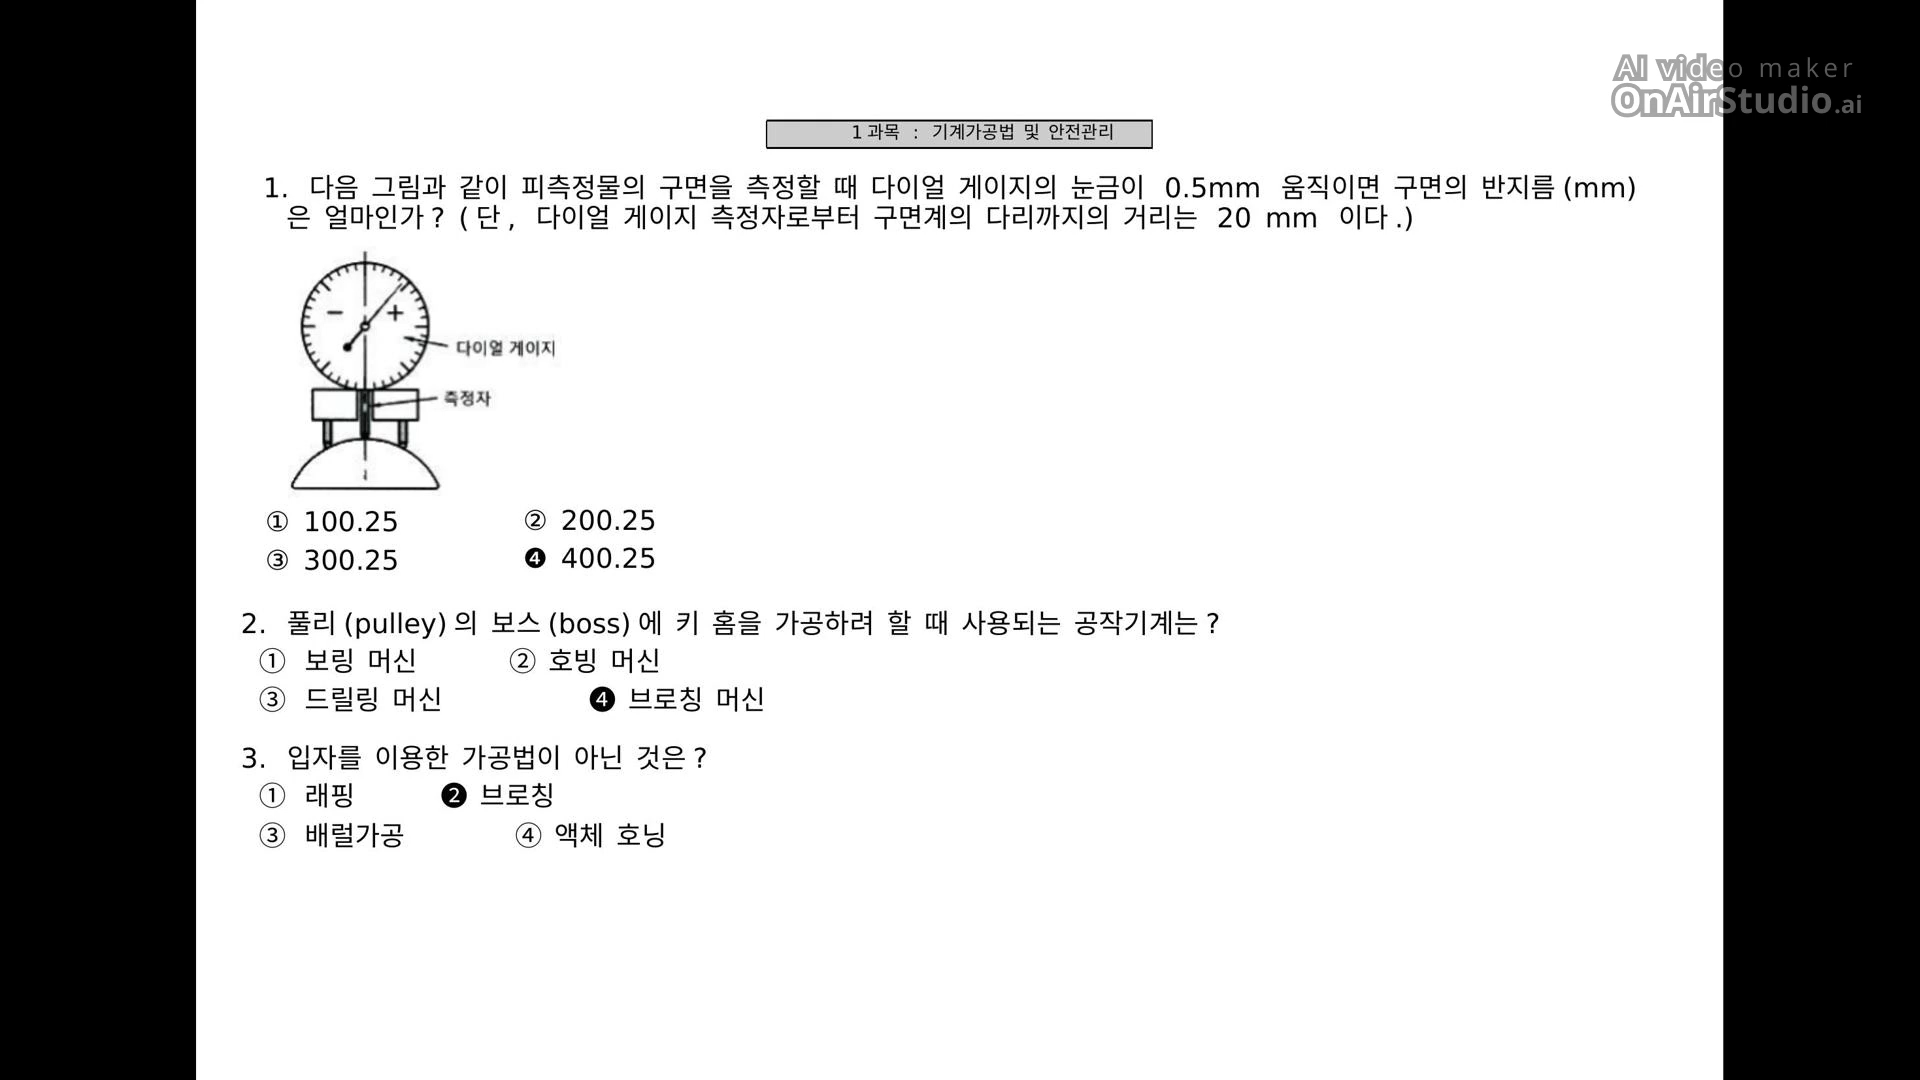 AI video maker
OnAirStudio.ai
1과목 : 기계가공법 및 안전관리
1. 다음 그림과 같이 피측정물의 구면을 측정할 때 다이얼 게이지의 눈금이 0.5mm 움직이면 구면의 반지름(mm)
은 얼마인가? (단, 다이얼 게이지 측정자로부터 구면계의 다리까지의 거리는 20 mm 이다.)
− +
다이얼 게이지
측정자
① 100.25 ② 200.25
③ 300.25 ❹ 400.25
2. 풀리(pulley)의 보스(boss)에 키 홈을 가공하려 할 때 사용되는 공작기계는?
① 보링 머신 ② 호빙 머신
③ 드릴링 머신 ❹ 브로칭 머신
3. 입자를 이용한 가공법이 아닌 것은?
① 래핑 ❷ 브로칭
③ 배럴가공 ④ 액체 호닝